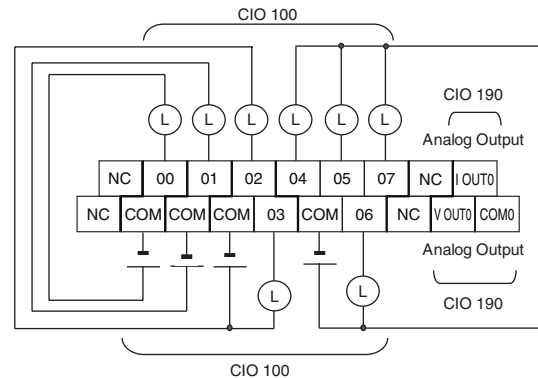 CIO 100
CIO 190
Analog Output
L L L L L L
NC 00 01 02 04 05 07 NC I OUT0
NC COM COM COM 03 COM 06 NC V OUT0 COM0
L L
Analog Output
CIO 190
CIO 100